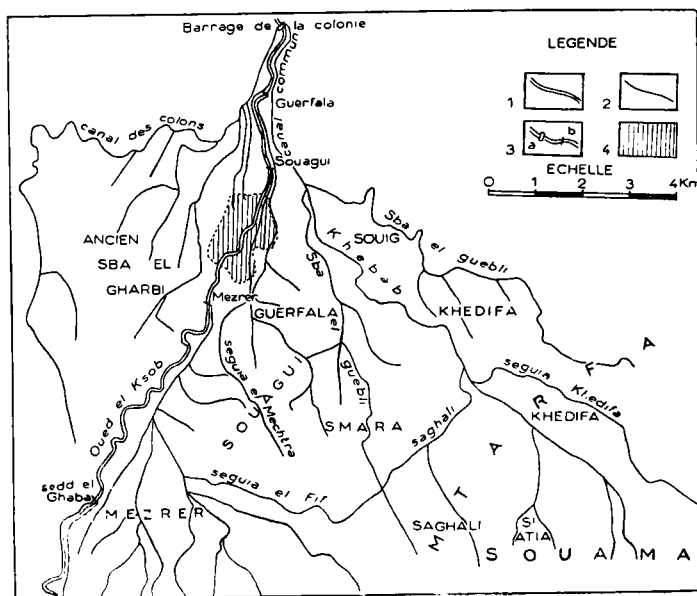 Barrage de la colonie
LEGENDE
1
2
3 a b
4
ECHELLE
0 1 2 3 4 Km
canal commun
Guerfala
canal des colons
Souagui
ANCIEN
SBA EL
GHARBI
SOUIG
Sba el guebli
Khebab
KHEDIFA
Mezrer
GUERFALA
Sba el guebli
seguia el Mechtra
SOUAGUI
SMARA
Oued el Ksob
seguia Khedifa
KHEDIFA
saghali
seguia el Fif
sedd el
Ghaba
MEZRER
SAGHALI
SI
ATIA
MTARFA
SOUAMA